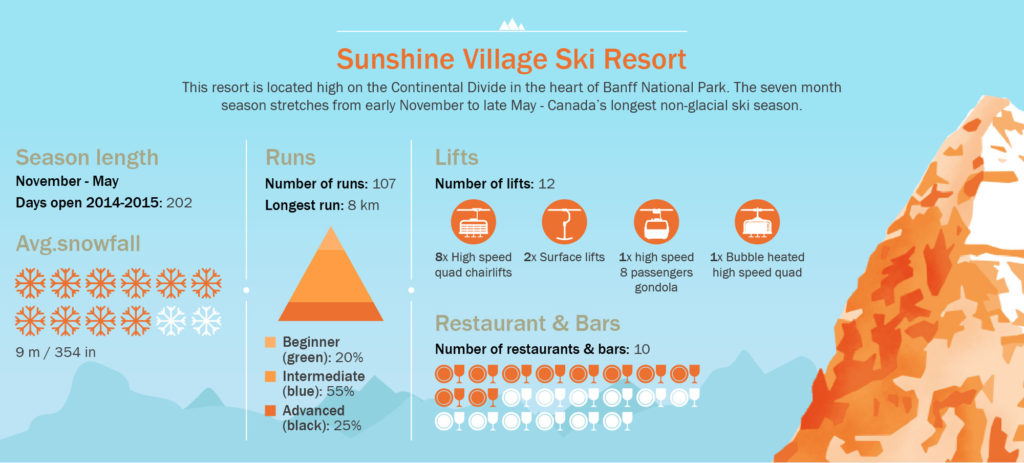 Sunshine Village Ski Resort
This resort is located high on the Continental Divide in the heart of Banff National Park. The seven month
season stretches from early November to late May - Canada's longest non-glacial ski season.
Season length
November - May
Days open 2014-2015: 202
Avg.snowfall
9 m / 354 in
Runs
Number of runs: 107
Longest run: 8 km
Beginner
(green): 20%
Intermediate
(blue): 55%
Advanced
(black): 25%
Lifts
Number of lifts: 12
8x High speed
quad chairlifts
2x Surface lifts
1x high speed
8 passengers
gondola
1x Bubble heated
high speed quad
Restaurant & Bars
Number of restaurants & bars: 10